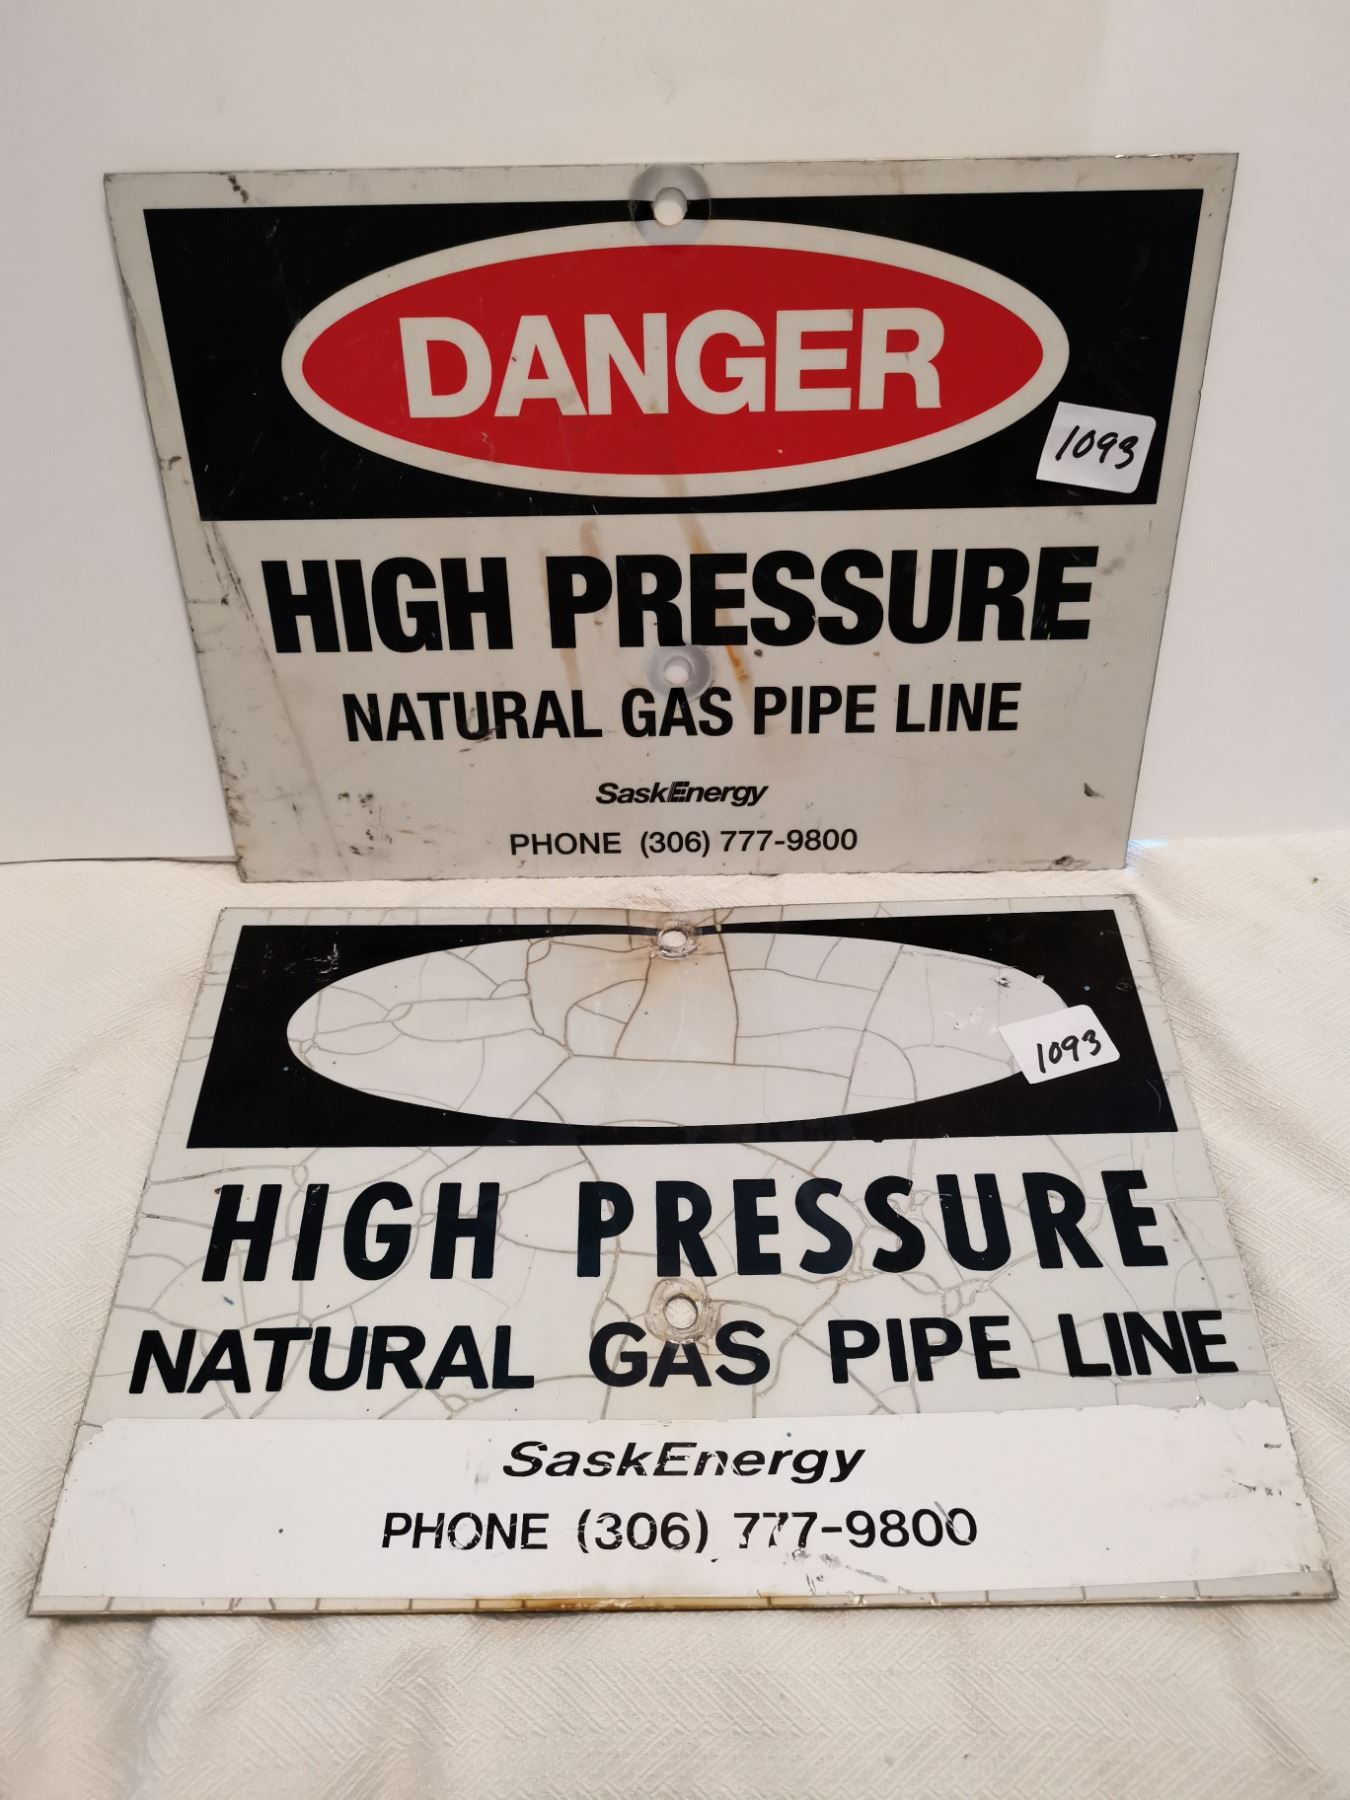 DANGER
1093
HIGH PRESSURE
NATURAL GAS PIPE LINE
SaskEnergy
PHONE (306) 777-9800
1093
HIGH PRESSURE
NATURAL GAS PIPE LINE
SaskEnergy
PHONE (306) 777-9800